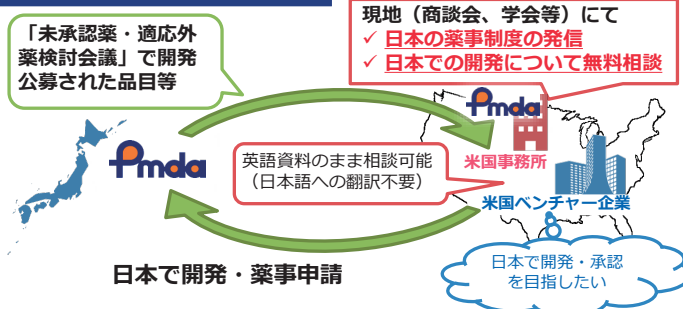 「未承認薬・適応外
薬検討会議」で開発
公募された品目等
現地（商談会、学会等）にて
✓ 日本の薬事制度の発信
✓ 日本での開発について無料相談
Pmda
Pmda
米国事務所
英語資料のまま相談可能
（日本語への翻訳不要）
米国ベンチャー企業
日本で開発・薬事申請
日本で開発・承認
を目指したい